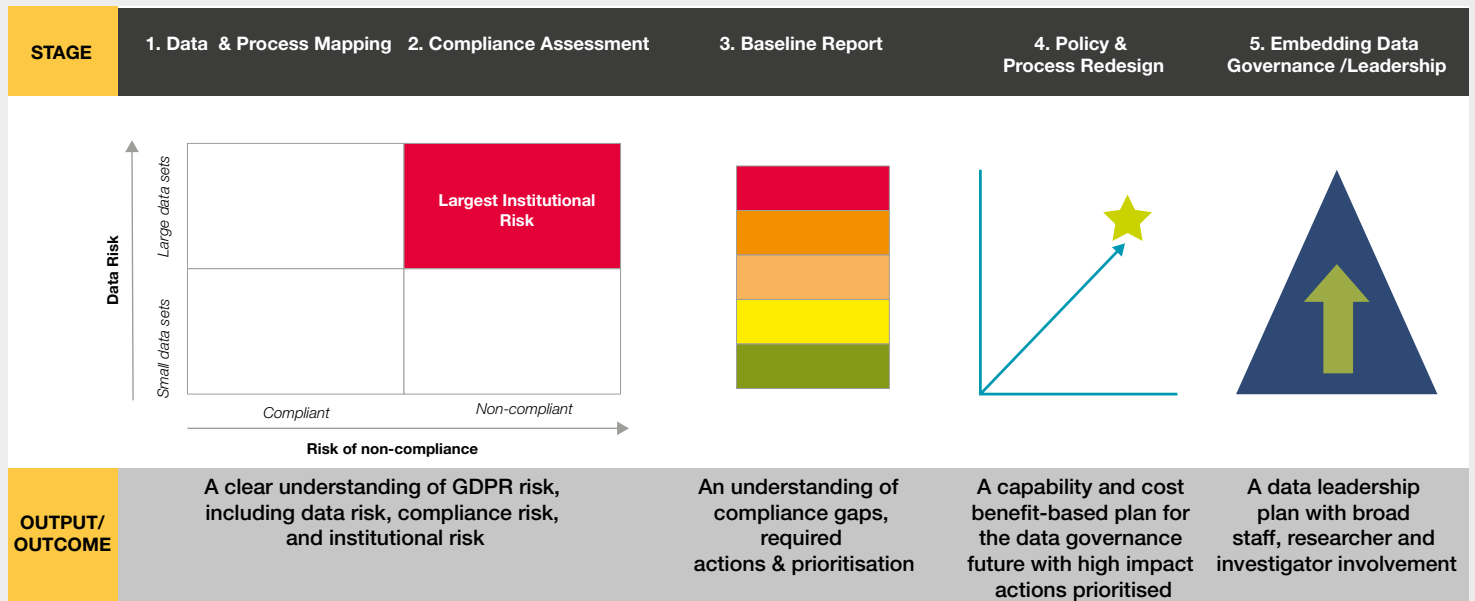 STAGE
1. Data & Process Mapping
2. Compliance Assessment
3. Baseline Report
4. Policy &
Process Redesign
5. Embedding Data
Governance /Leadership
Data Risk
Large data sets
Small data sets
Largest Institutional
Risk
Compliant
Non-compliant
Risk of non-compliance
OUTPUT/
OUTCOME
A clear understanding of GDPR risk,
including data risk, compliance risk,
and institutional risk
An understanding of
compliance gaps,
required
actions & prioritisation
A capability and cost
benefit-based plan for
the data governance
future with high impact
actions prioritised
A data leadership
plan with broad
staff, researcher and
investigator involvement